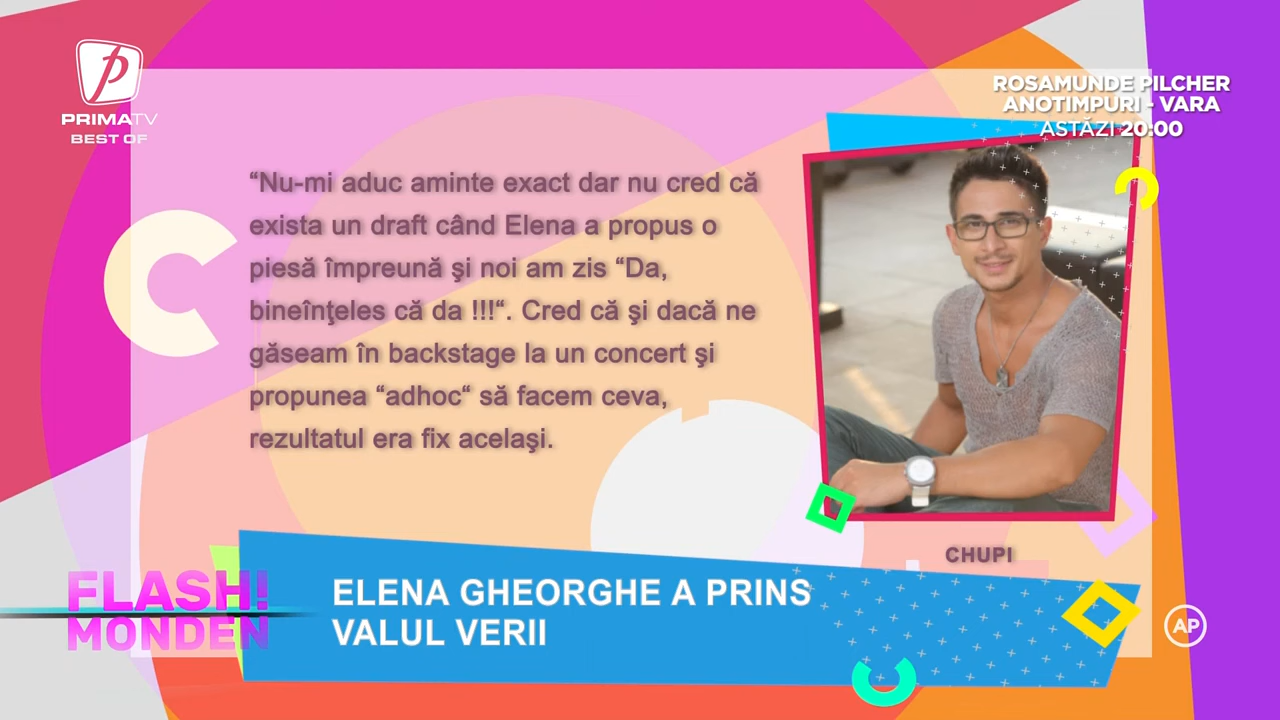 PRIMATV
BEST OF
ROSAMUNDE PILCHER
ANOTIMPURI - VARA
ASTĂZI 20:00
“Nu-mi aduc aminte exact dar nu cred că
exista un draft când Elena a propus o
piesă împreună şi noi am zis “Da,
bineînţeles că da !!!“. Cred că şi dacă ne
găseam în backstage la un concert şi
propunea “adhoc“ să facem ceva,
rezultatul era fix acelaşi.
CHUPI
FLASH!
MONDEN
ELENA GHEORGHE A PRINS
VALUL VERII
AP